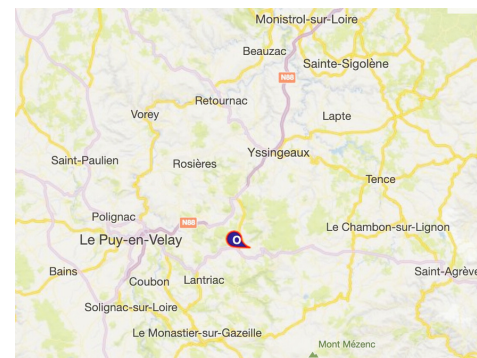 Monistrol-sur-Loire
Beauzac
Sainte-Sigolène
N88
Retournac
Vorey
Lapte
Yssingeaux
Saint-Paulien
Rosières
Tence
Polignac
N88
Le Chambon-sur-Lignon
Le Puy-en-Velay
O
Bains
Saint-Agrève
Coubon
Lantriac
Solignac-sur-Loire
Le Monastier-sur-Gazeille
Mont Mézenc